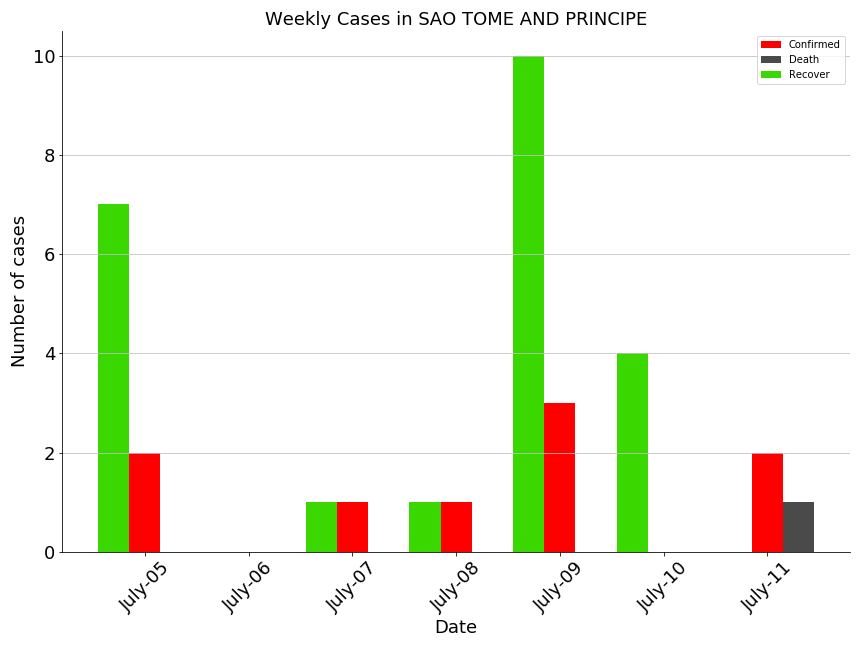 Weekly Cases in SAO TOME AND PRINCIPE
Confirmed
Death
Recover
Number of cases
10
8
6
4
2
0
July-05
July-06
July-07
July-08
July-09
July-10
July-11
Date